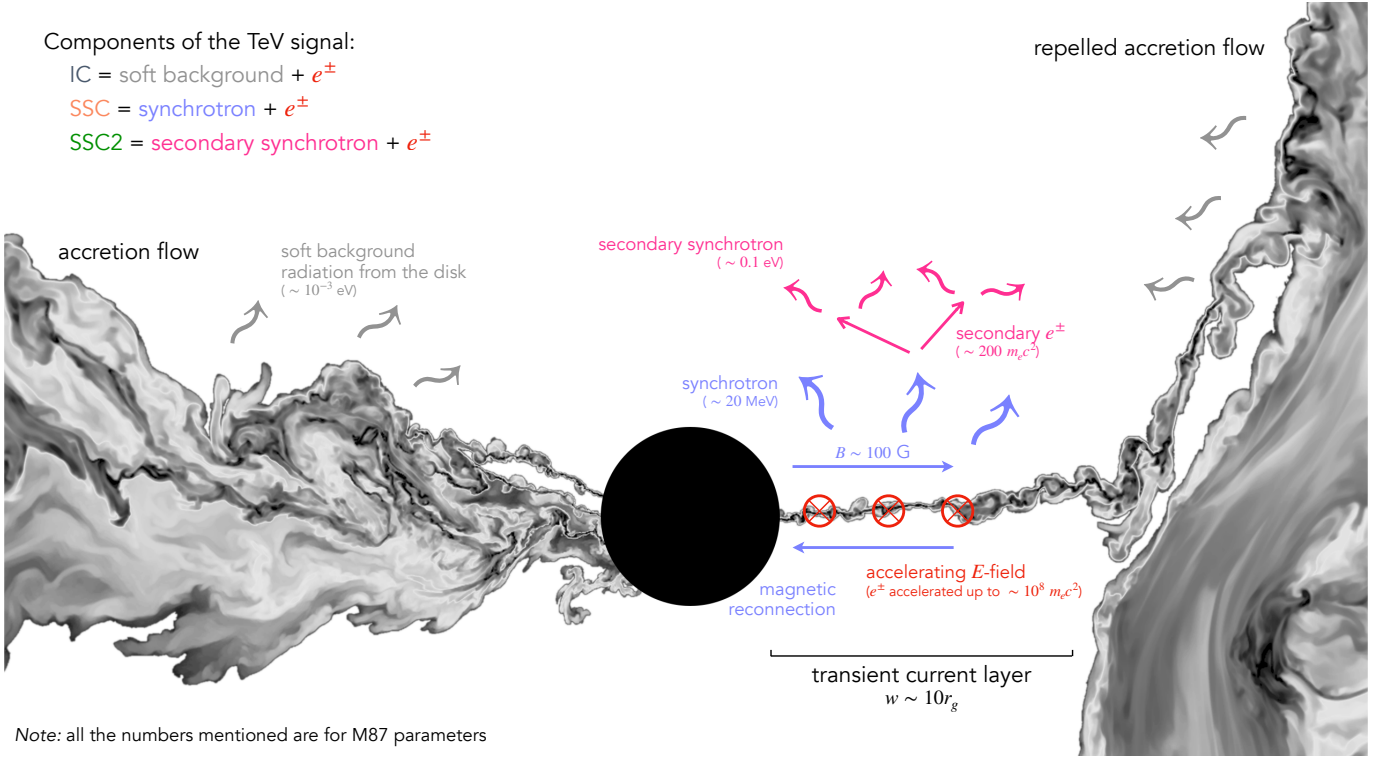 Components of the TeV signal:
IC = soft background + e±
SSC = synchrotron + e±
SSC2 = secondary synchrotron + e±
repelled accretion flow
accretion flow
soft background
radiation from the disk
(∼ 10⁻³ eV)
secondary synchrotron
(∼ 0.1 eV)
secondary e±
(∼ 200 mₑc²)
synchrotron
(∼ 20 MeV)
B ∼ 100 G
magnetic
reconnection
accelerating E-field
(e± accelerated up to ∼ 10⁸ mₑc²)
transient current layer
w ∼ 10r_g
Note: all the numbers mentioned are for M87 parameters